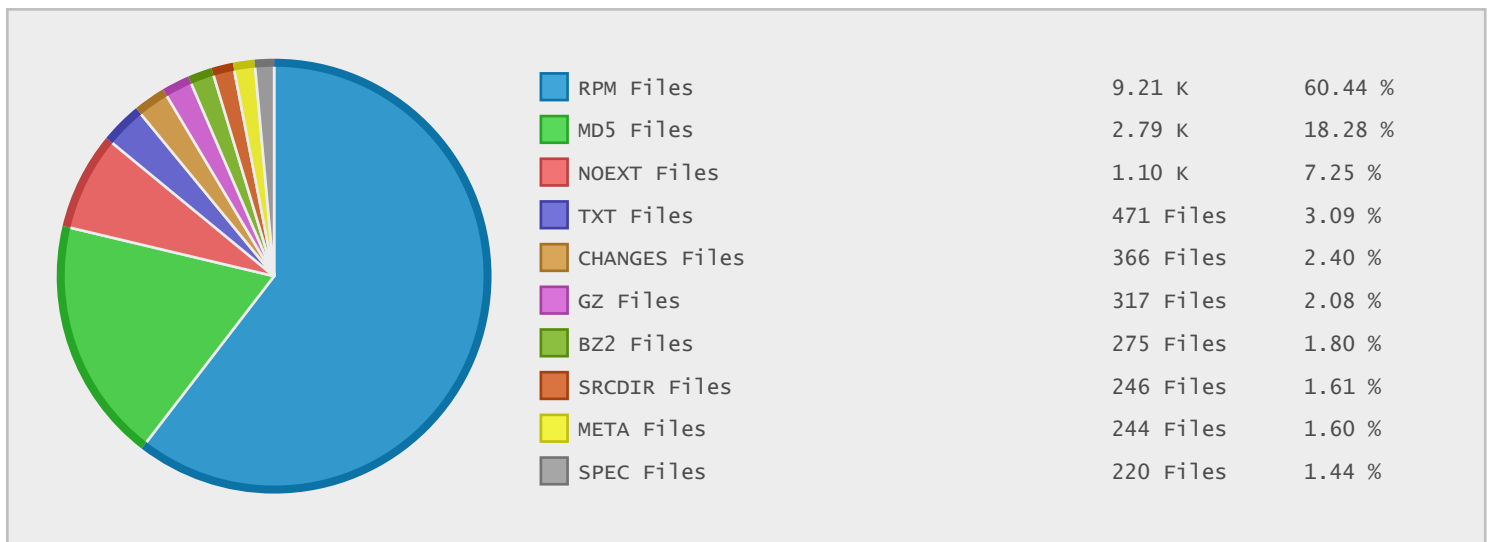 RPM Files 9.21 K 60.44 %
MD5 Files 2.79 K 18.28 %
NOEXT Files 1.10 K 7.25 %
TXT Files 471 Files 3.09 %
CHANGES Files 366 Files 2.40 %
GZ Files 317 Files 2.08 %
BZ2 Files 275 Files 1.80 %
SRCDIR Files 246 Files 1.61 %
META Files 244 Files 1.60 %
SPEC Files 220 Files 1.44 %